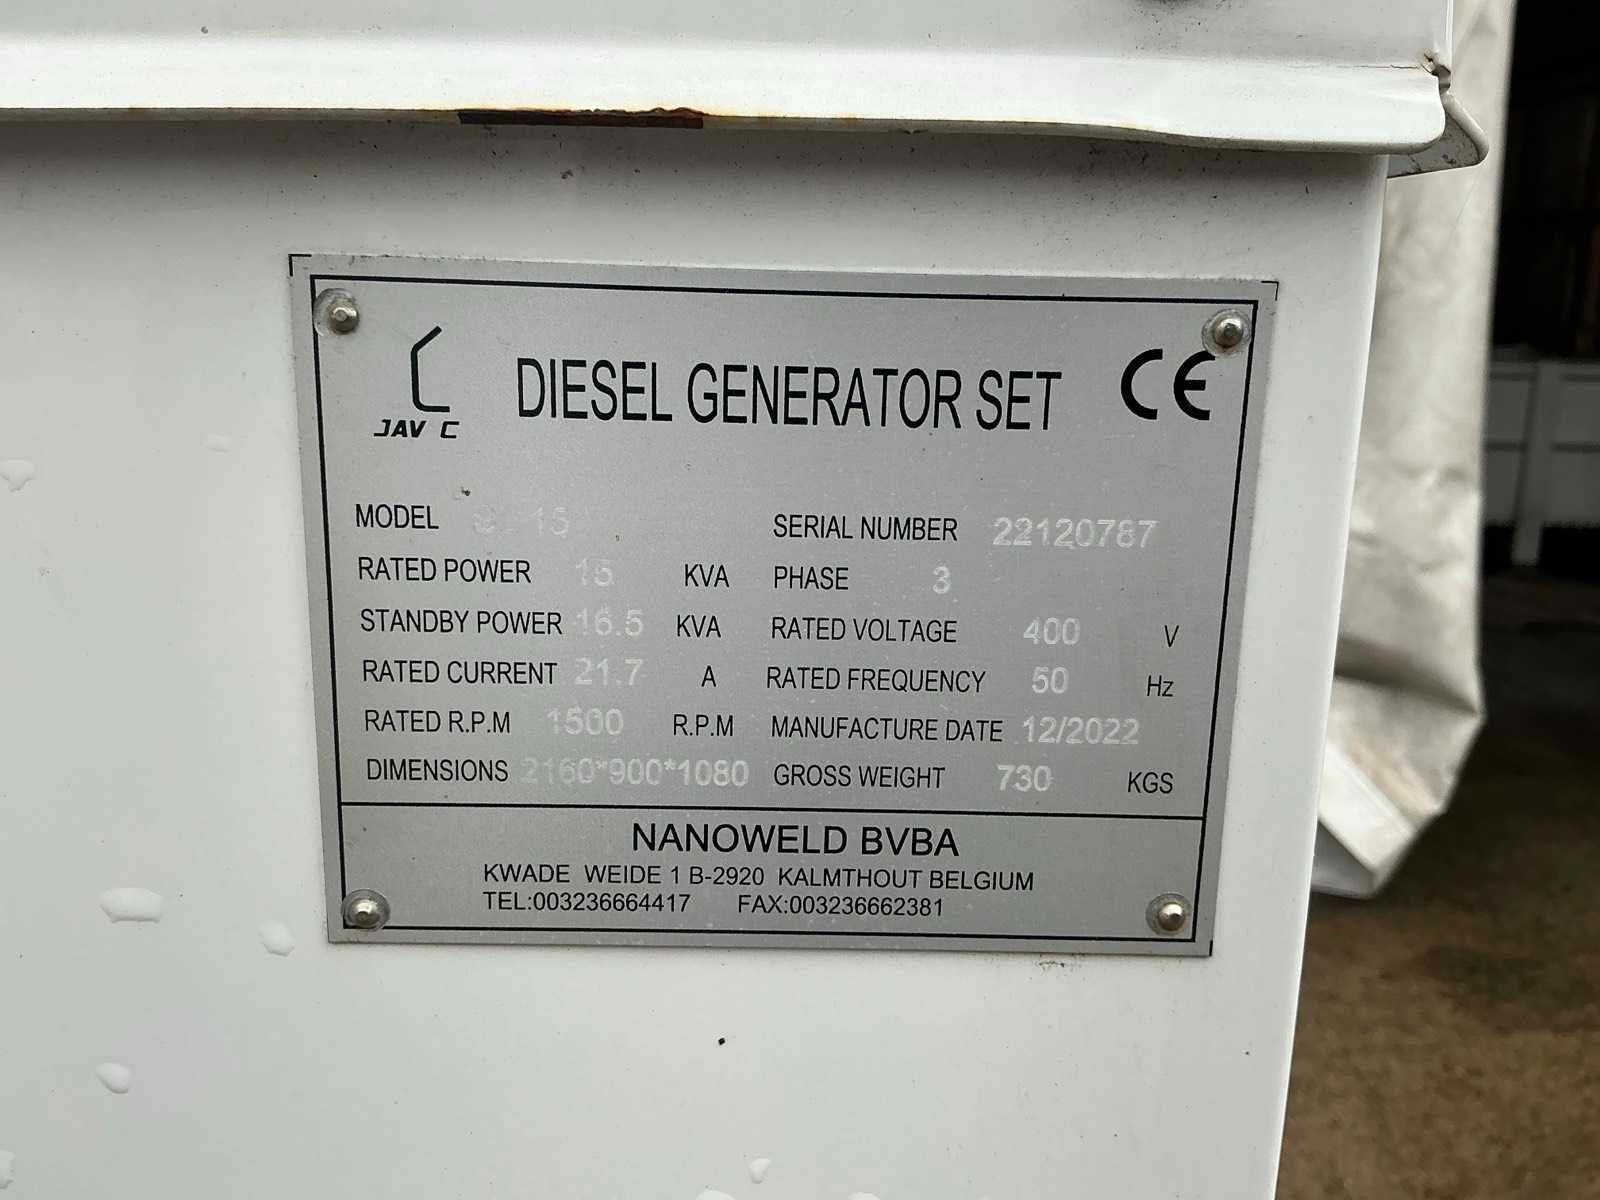 JAV C
DIESEL GENERATOR SET
CE
MODEL 15
SERIAL NUMBER 22120787
RATED POWER 15 KVA
PHASE 3
STANDBY POWER 16.5 KVA
RATED VOLTAGE 400 V
RATED CURRENT 21.7 A
RATED FREQUENCY 50 Hz
RATED R.P.M 1500 R.P.M
MANUFACTURE DATE 12/2022
DIMENSIONS 2160*900*1080
GROSS WEIGHT 730 KGS
NANOWELD BVBA
KWADE WEIDE 1 B-2920 KALMTHOUT BELGIUM
TEL:003236664417 FAX:003236662381